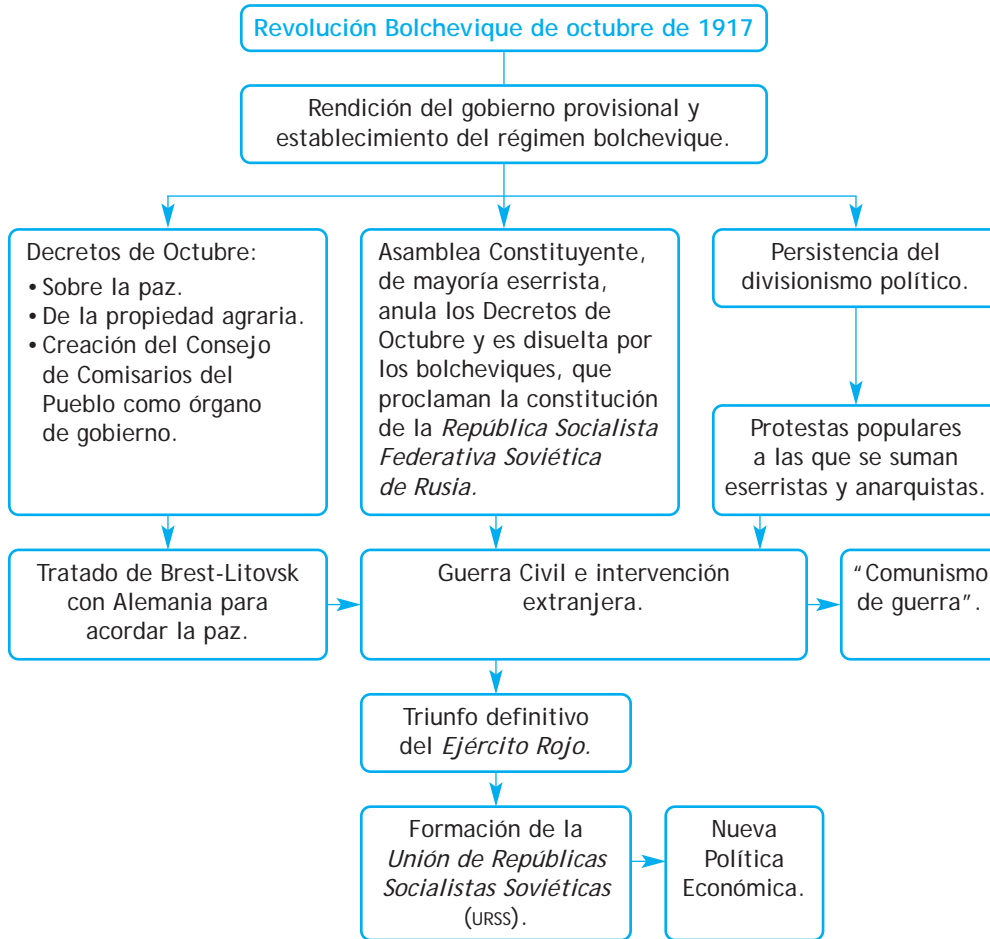 Revolución Bolchevique de octubre de 1917
Rendición del gobierno provisional y
establecimiento del régimen bolchevique.
Decretos de Octubre:
• Sobre la paz.
• De la propiedad agraria.
• Creación del Consejo
de Comisarios del
Pueblo como órgano
de gobierno.
Asamblea Constituyente,
de mayoría eserrista,
anula los Decretos de
Octubre y es disuelta por
los bolcheviques, que
proclaman la constitución
de la República Socialista
Federativa Soviética
de Rusia.
Persistencia del
divisionismo político.
Protestas populares
a las que se suman
eserristas y anarquistas.
Tratado de Brest-Litovsk
con Alemania para
acordar la paz.
Guerra Civil e intervención
extranjera.
“Comunismo
de guerra”.
Triunfo definitivo
del Ejército Rojo.
Formación de la
Unión de Repúblicas
Socialistas Soviéticas
(URSS).
Nueva
Política
Económica.